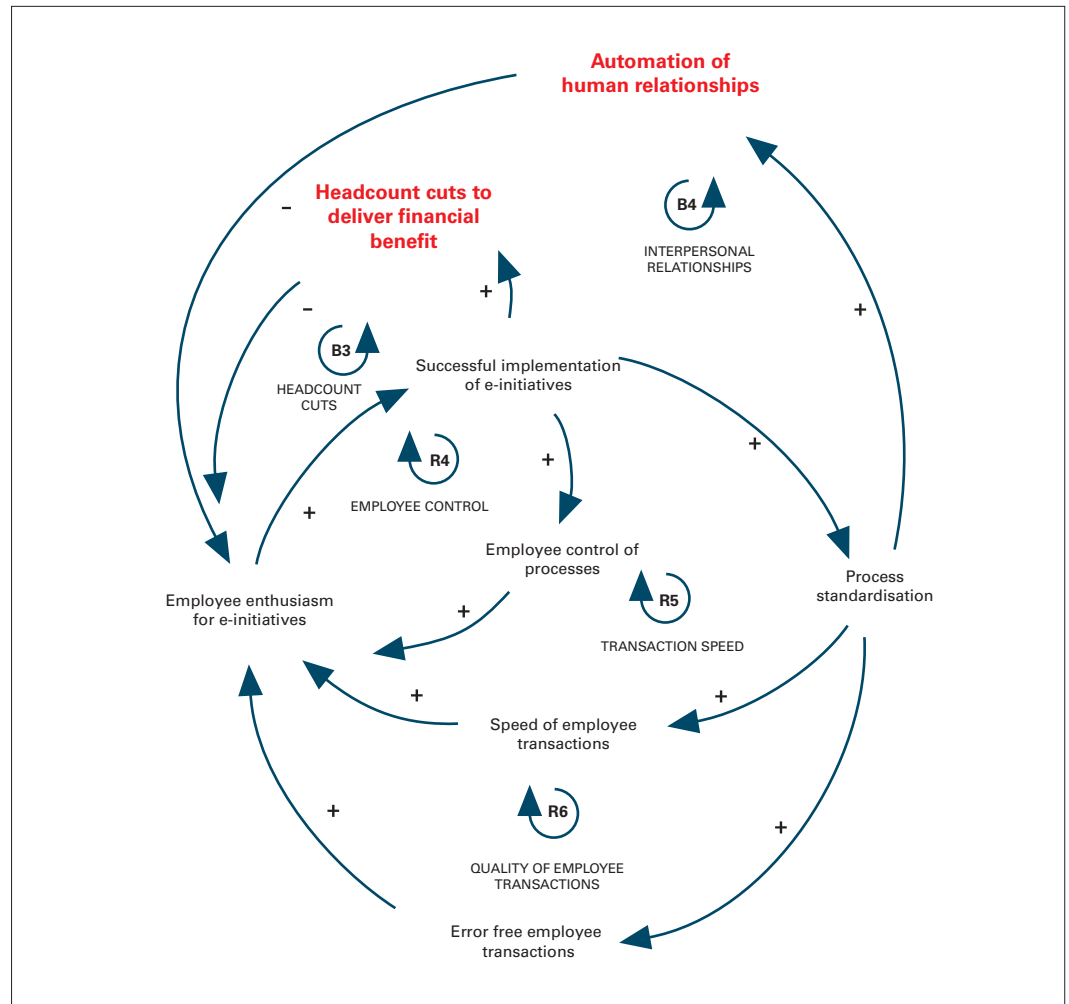 Automation of
human relationships
Headcount cuts to
deliver financial
benefit
–
B4
INTERPERSONAL
RELATIONSHIPS
+
+
–
B3
HEADCOUNT
CUTS
Successful implementation
of e-initiatives
+
R4
EMPLOYEE CONTROL
+
+
Employee control of
processes
Process
standardisation
Employee enthusiasm
for e-initiatives
+
R5
TRANSACTION SPEED
+
+
Speed of employee
transactions
+
R6
+
QUALITY OF EMPLOYEE
TRANSACTIONS
Error free employee
transactions